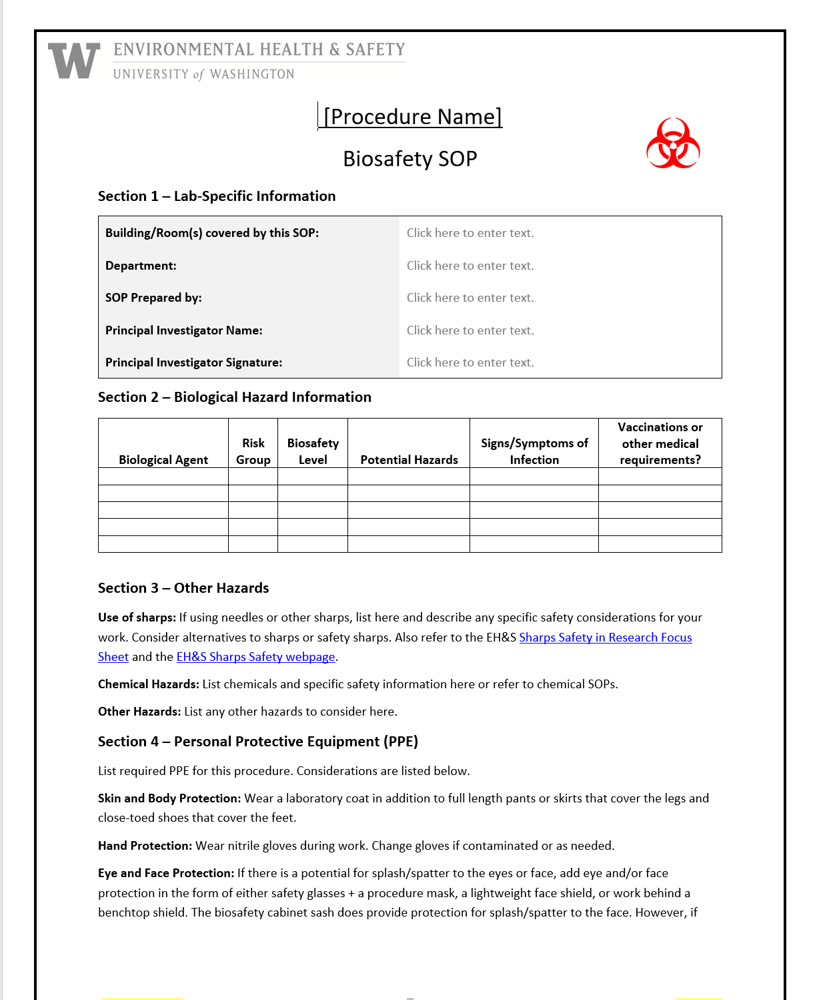 W ENVIRONMENTAL HEALTH & SAFETY
UNIVERSITY of WASHINGTON
[Procedure Name]
Biosafety SOP
Section 1 – Lab-Specific Information
Building/Room(s) covered by this SOP: Click here to enter text.
Department: Click here to enter text.
SOP Prepared by: Click here to enter text.
Principal Investigator Name: Click here to enter text.
Principal Investigator Signature: Click here to enter text.
Section 2 – Biological Hazard Information
Biological Agent
Risk
Group
Biosafety
Level
Potential Hazards
Signs/Symptoms of
Infection
Vaccinations or
other medical
requirements?
Section 3 – Other Hazards
Use of sharps: If using needles or other sharps, list here and describe any specific safety considerations for your
work. Consider alternatives to sharps or safety sharps. Also refer to the EH&S Sharps Safety in Research Focus
Sheet and the EH&S Sharps Safety webpage.
Chemical Hazards: List chemicals and specific safety information here or refer to chemical SOPs.
Other Hazards: List any other hazards to consider here.
Section 4 – Personal Protective Equipment (PPE)
List required PPE for this procedure. Considerations are listed below.
Skin and Body Protection: Wear a laboratory coat in addition to full length pants or skirts that cover the legs and
close-toed shoes that cover the feet.
Hand Protection: Wear nitrile gloves during work. Change gloves if contaminated or as needed.
Eye and Face Protection: If there is a potential for splash/spatter to the eyes or face, add eye and/or face
protection in the form of either safety glasses + a procedure mask, a lightweight face shield, or work behind a
benchtop shield. The biosafety cabinet sash does provide protection for splash/spatter to the face. However, if